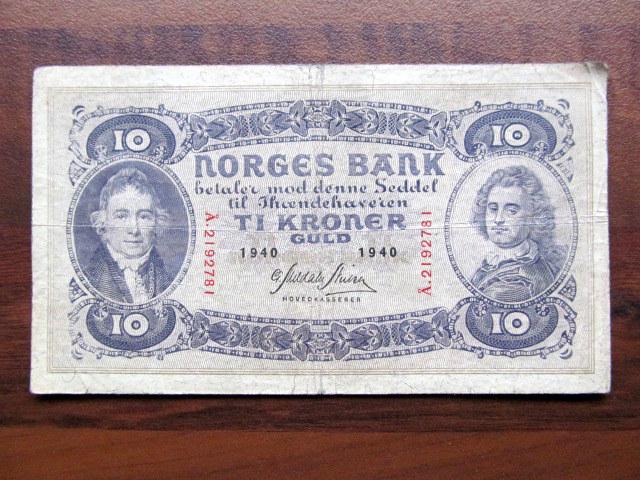 10 10
NORGES BANK
betaler mod denne Seddel
til Ihændehaveren
TI KRONER
GULD
1940 1940
HOVEDKASSERER
Å.2192781
Å.2192781
10 10